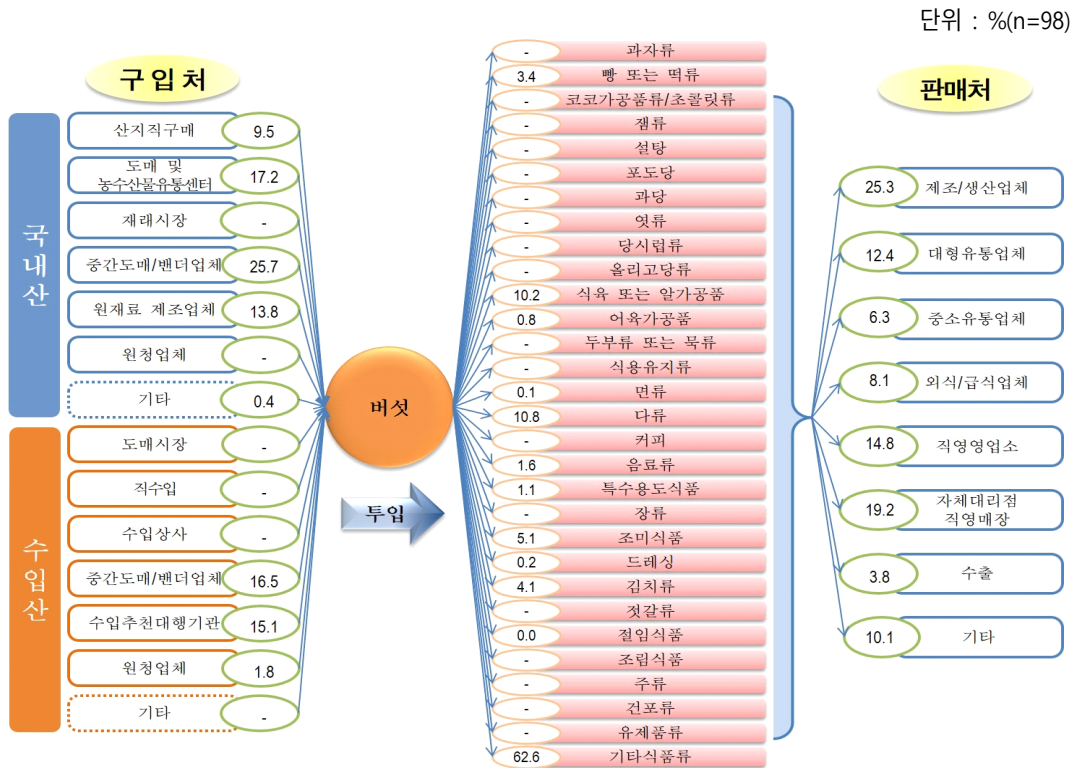 단위 : %(n=98)
구 입 처
국내산
산지직구매 9.5
도매 및
농수산물유통센터 17.2
재래시장 -
중간도매/밴더업체 25.7
원재료 제조업체 13.8
원청업체 -
기타 0.4
수입산
도매시장 -
직수입 -
수입상사 -
중간도매/밴더업체 16.5
수입추천대행기관 15.1
원청업체 1.8
기타 -
버섯
투입
- 과자류
3.4 빵 또는 떡류
- 코코가공품류/초콜릿류
- 잼류
- 설탕
- 포도당
- 과당
- 엿류
- 당시럽류
- 올리고당류
10.2 식육 또는 알가공품
0.8 어육가공품
- 두부류 또는 묵류
- 식용유지류
0.1 면류
10.8 다류
- 커피
1.6 음료류
1.1 특수용도식품
- 장류
5.1 조미식품
0.2 드레싱
4.1 김치류
- 젓갈류
0.0 절임식품
- 조림식품
- 주류
- 건포류
- 유제품류
62.6 기타식품류
판매처
25.3 제조/생산업체
12.4 대형유통업체
6.3 중소유통업체
8.1 외식/급식업체
14.8 직영영업소
19.2 자체대리점
직영매장
3.8 수출
10.1 기타